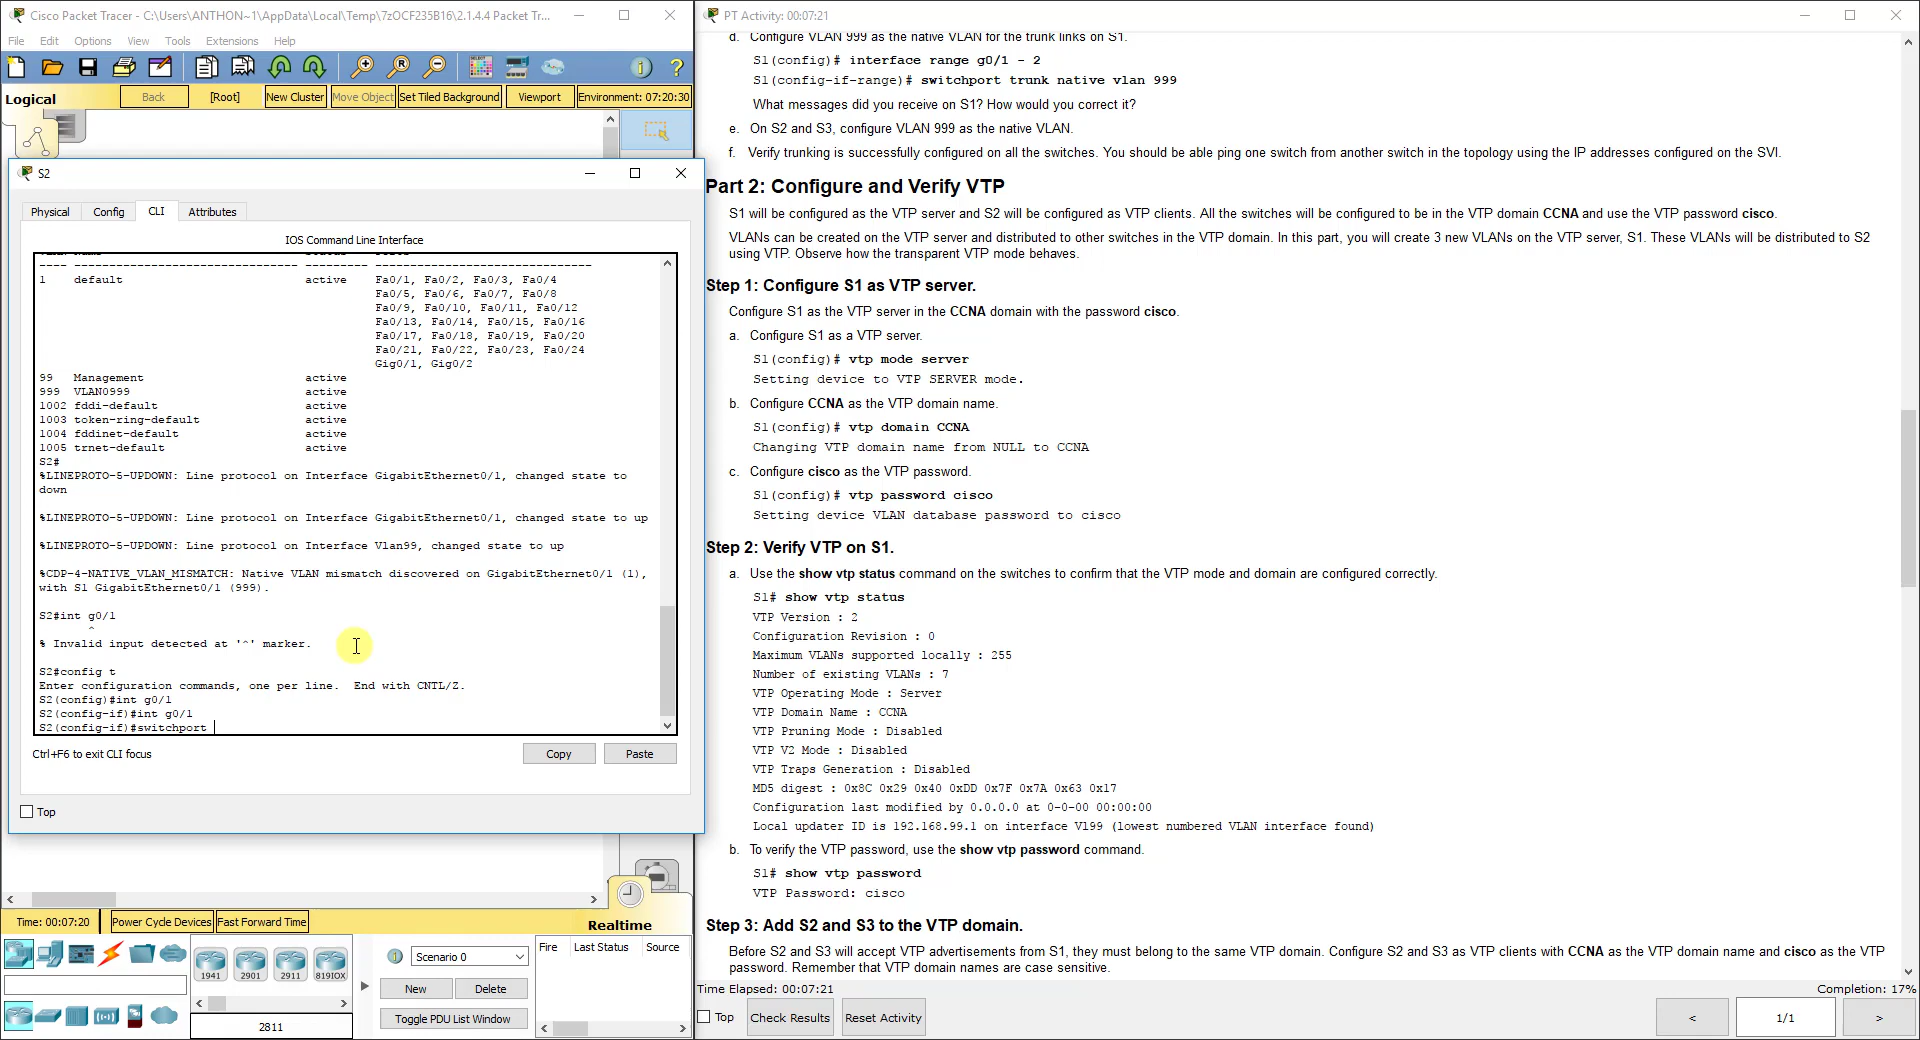 Cisco Packet Tracer - C:\Users\ANTHON~1\AppData\Local\Temp\7zOCF235B16\2.1.4.4 Packet Tr...
File Edit Options View Tools Extensions Help
Logical
Back
[Root]
New Cluster
Move Object
Set Tiled Background
Viewport
Environment: 07:20:30
S2
Physical
Config
CLI
Attributes
IOS Command Line Interface
1 default active Fa0/1, Fa0/2, Fa0/3, Fa0/4
Fa0/5, Fa0/6, Fa0/7, Fa0/8
Fa0/9, Fa0/10, Fa0/11, Fa0/12
Fa0/13, Fa0/14, Fa0/15, Fa0/16
Fa0/17, Fa0/18, Fa0/19, Fa0/20
Fa0/21, Fa0/22, Fa0/23, Fa0/24
Gig0/1, Gig0/2
99 Management active
999 VLAN0999 active
1002 fddi-default active
1003 token-ring-default active
1004 fddinet-default active
1005 trnet-default active
S2#
%LINEPROTO-5-UPDOWN: Line protocol on Interface GigabitEthernet0/1, changed state to
down
%LINEPROTO-5-UPDOWN: Line protocol on Interface GigabitEthernet0/1, changed state to up
%LINEPROTO-5-UPDOWN: Line protocol on Interface Vlan99, changed state to up
%CDP-4-NATIVE_VLAN_MISMATCH: Native VLAN mismatch discovered on GigabitEthernet0/1 (1),
with S1 GigabitEthernet0/1 (999).
S2#int g0/1
^
% Invalid input detected at '^' marker.
S2#config t
Enter configuration commands, one per line. End with CNTL/Z.
S2(config)#int g0/1
S2(config-if)#int g0/1
S2(config-if)#switchport
Ctrl+F6 to exit CLI focus
Copy
Paste
Top
Time: 00:07:20
Power Cycle Devices
Fast Forward Time
Realtime
1941
2901
2911
819IOX
2811
Scenario 0
New
Delete
Toggle PDU List Window
Fire
Last Status
Source
PT Activity: 00:07:21
d. Configure VLAN 999 as the native VLAN for the trunk links on S1.
S1(config)# interface range g0/1 - 2
S1(config-if-range)# switchport trunk native vlan 999
What messages did you receive on S1? How would you correct it?
e. On S2 and S3, configure VLAN 999 as the native VLAN.
f. Verify trunking is successfully configured on all the switches. You should be able ping one switch from another switch in the topology using the IP addresses configured on the SVI.
Part 2: Configure and Verify VTP
S1 will be configured as the VTP server and S2 will be configured as VTP clients. All the switches will be configured to be in the VTP domain CCNA and use the VTP password cisco.
VLANs can be created on the VTP server and distributed to other switches in the VTP domain. In this part, you will create 3 new VLANs on the VTP server, S1. These VLANs will be distributed to S2
using VTP. Observe how the transparent VTP mode behaves.
Step 1: Configure S1 as VTP server.
Configure S1 as the VTP server in the CCNA domain with the password cisco.
a. Configure S1 as a VTP server.
S1(config)# vtp mode server
Setting device to VTP SERVER mode.
b. Configure CCNA as the VTP domain name.
S1(config)# vtp domain CCNA
Changing VTP domain name from NULL to CCNA
c. Configure cisco as the VTP password.
S1(config)# vtp password cisco
Setting device VLAN database password to cisco
Step 2: Verify VTP on S1.
a. Use the show vtp status command on the switches to confirm that the VTP mode and domain are configured correctly.
S1# show vtp status
VTP Version : 2
Configuration Revision : 0
Maximum VLANs supported locally : 255
Number of existing VLANs : 7
VTP Operating Mode : Server
VTP Domain Name : CCNA
VTP Pruning Mode : Disabled
VTP V2 Mode : Disabled
VTP Traps Generation : Disabled
MD5 digest : 0x8C 0x29 0x40 0xDD 0x7F 0x7A 0x63 0x17
Configuration last modified by 0.0.0.0 at 0-0-00 00:00:00
Local updater ID is 192.168.99.1 on interface Vl99 (lowest numbered VLAN interface found)
b. To verify the VTP password, use the show vtp password command.
S1# show vtp password
VTP Password: cisco
Step 3: Add S2 and S3 to the VTP domain.
Before S2 and S3 will accept VTP advertisements from S1, they must belong to the same VTP domain. Configure S2 and S3 as VTP clients with CCNA as the VTP domain name and cisco as the VTP
password. Remember that VTP domain names are case sensitive.
Time Elapsed: 00:07:21
Completion: 17%
Top
Check Results
Reset Activity
<
1/1
>